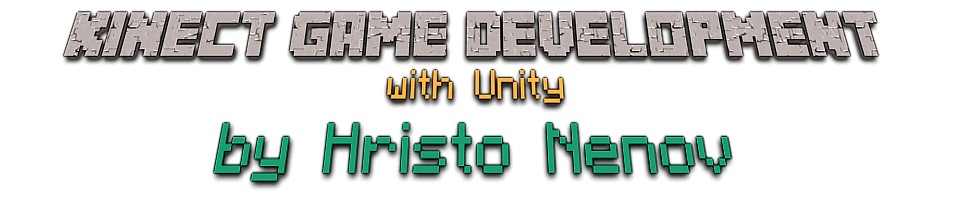 KINECT GAME DEVELOPMENT
with Unity
by Hristo Nenov